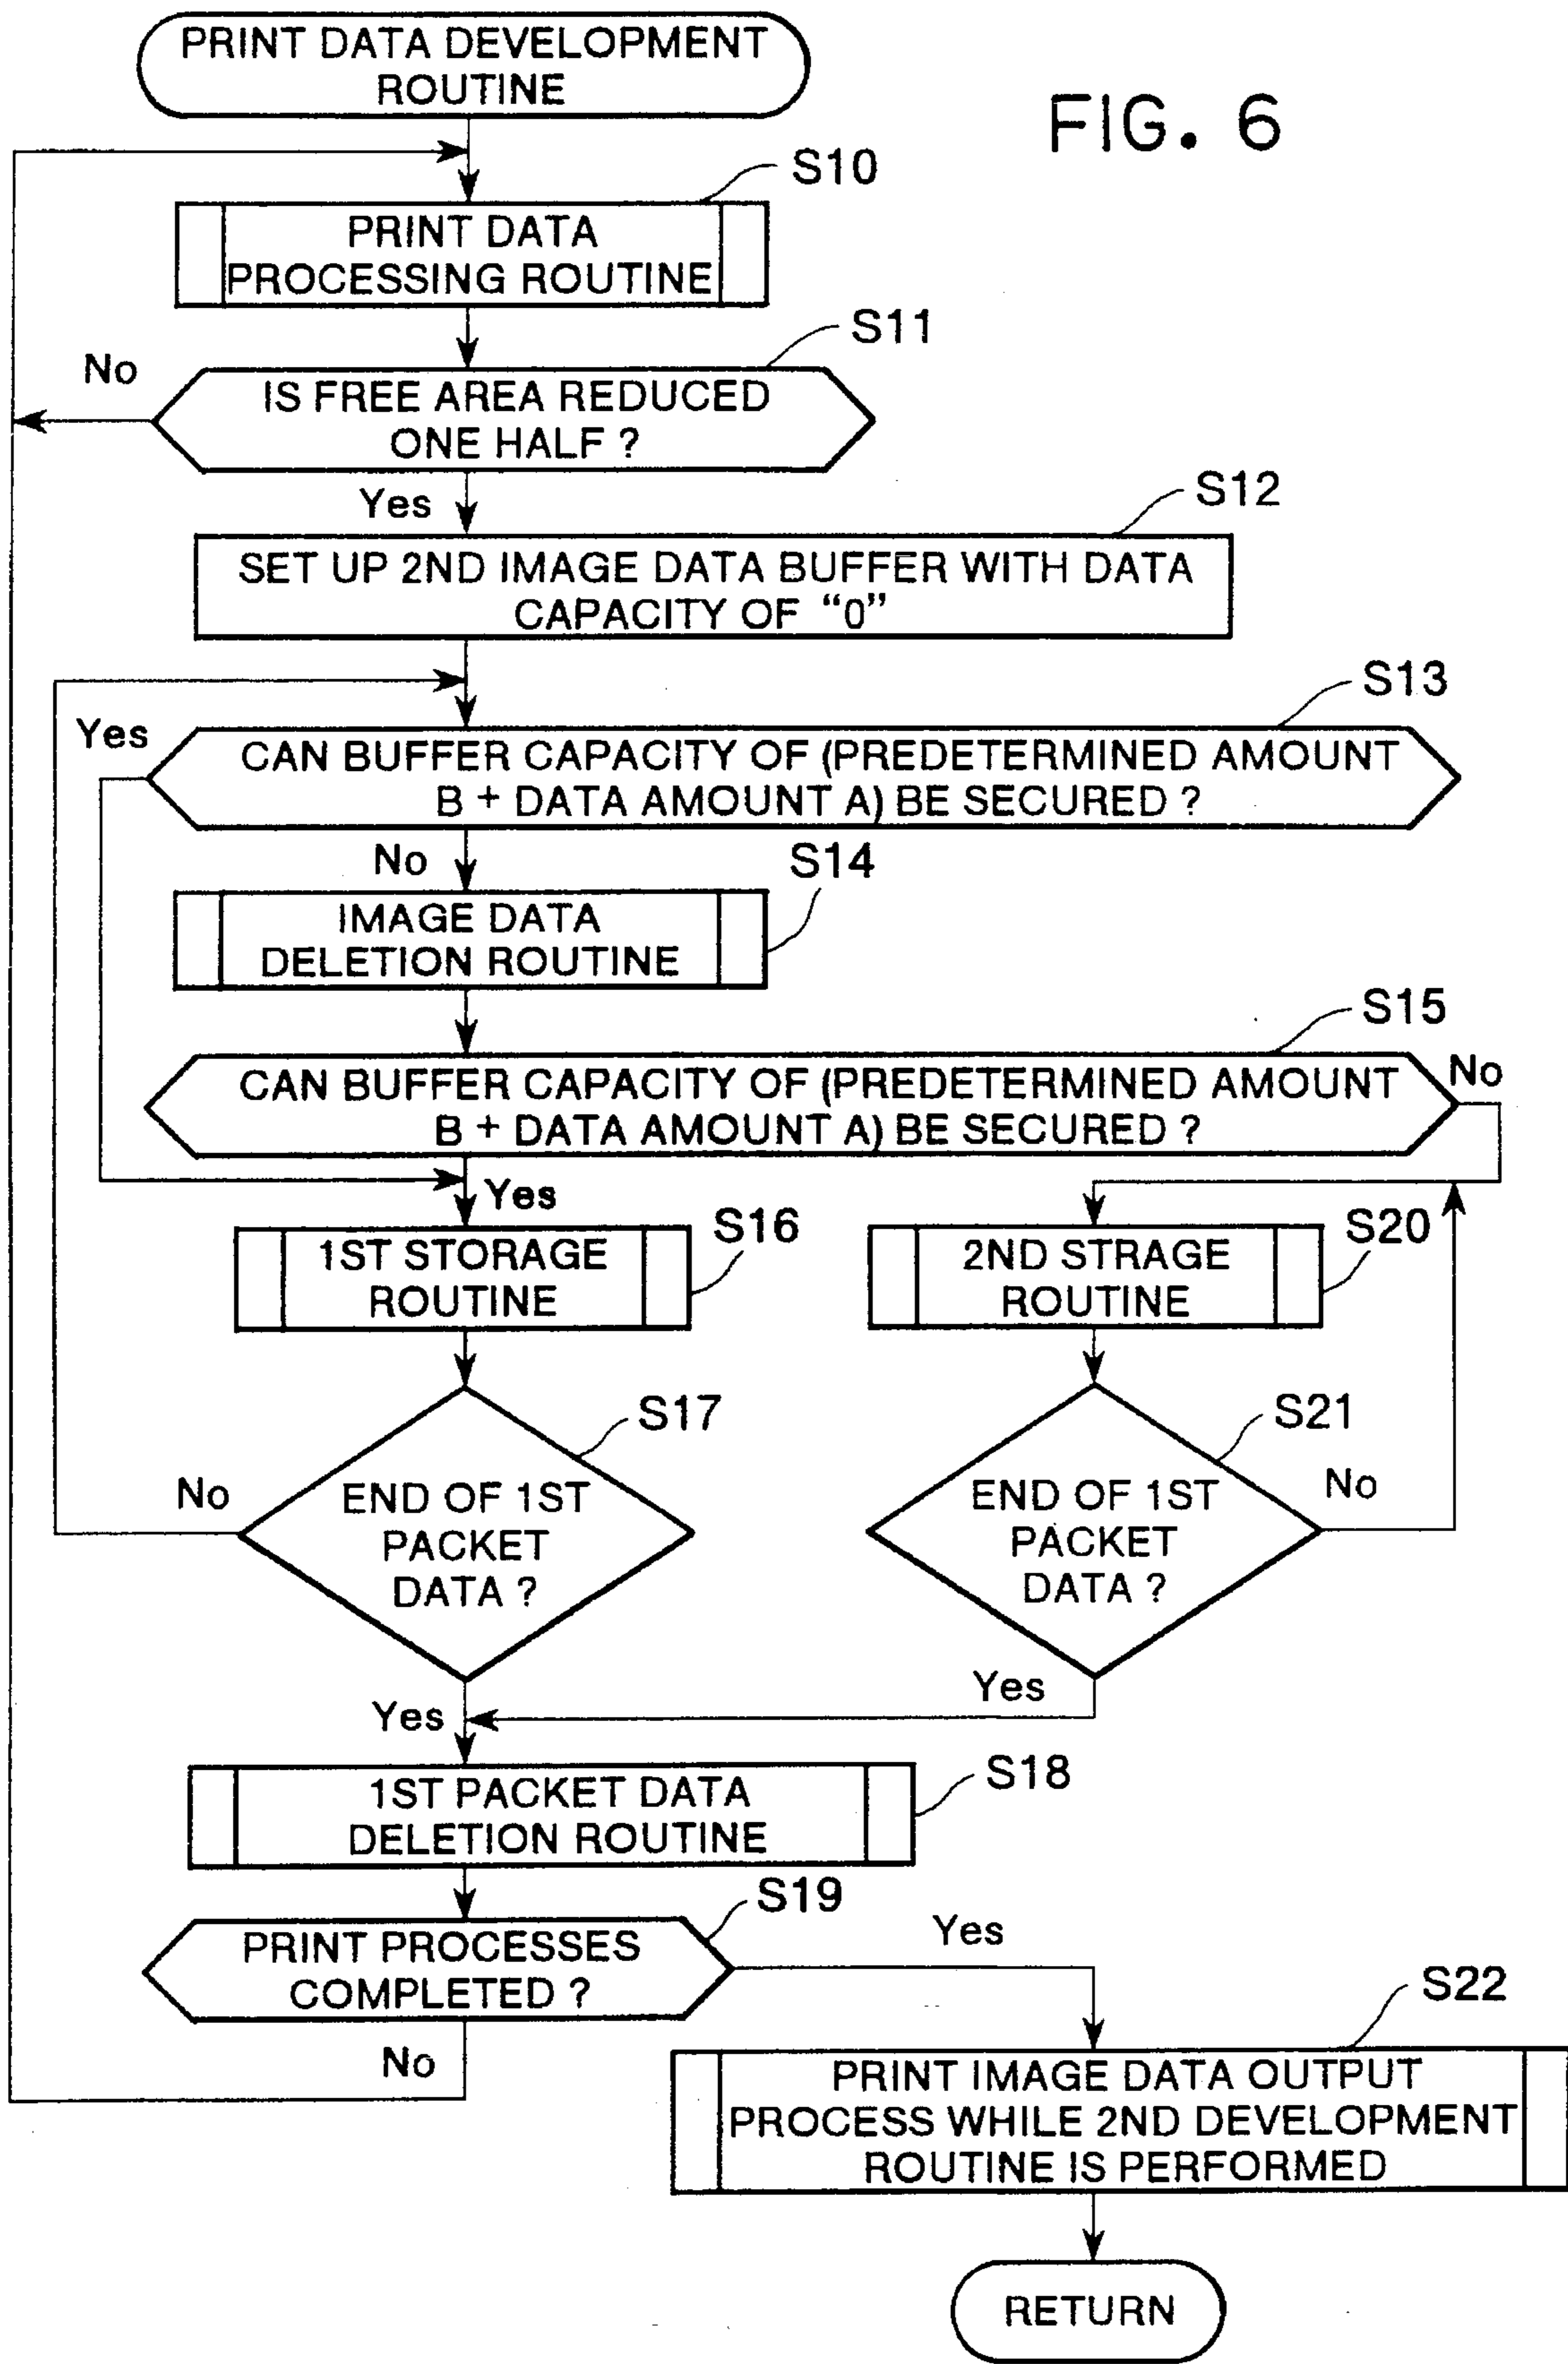 PRINT DATA DEVELOPMENT
ROUTINE
FIG. 6
S10
PRINT DATA
PROCESSING ROUTINE
S11
No
IS FREE AREA REDUCED
ONE HALF ?
Yes
S12
SET UP 2ND IMAGE DATA BUFFER WITH DATA
CAPACITY OF “0”
S13
Yes
CAN BUFFER CAPACITY OF (PREDETERMINED AMOUNT
B + DATA AMOUNT A) BE SECURED ?
No
S14
IMAGE DATA
DELETION ROUTINE
S15
CAN BUFFER CAPACITY OF (PREDETERMINED AMOUNT
B + DATA AMOUNT A) BE SECURED ?
No
Yes
S16
1ST STORAGE
ROUTINE
S20
2ND STRAGE
ROUTINE
S17
No
END OF 1ST
PACKET
DATA ?
S21
END OF 1ST
PACKET
DATA ?
No
Yes
Yes
S18
1ST PACKET DATA
DELETION ROUTINE
S19
PRINT PROCESSES
COMPLETED ?
Yes
No
S22
PRINT IMAGE DATA OUTPUT
PROCESS WHILE 2ND DEVELOPMENT
ROUTINE IS PERFORMED
RETURN